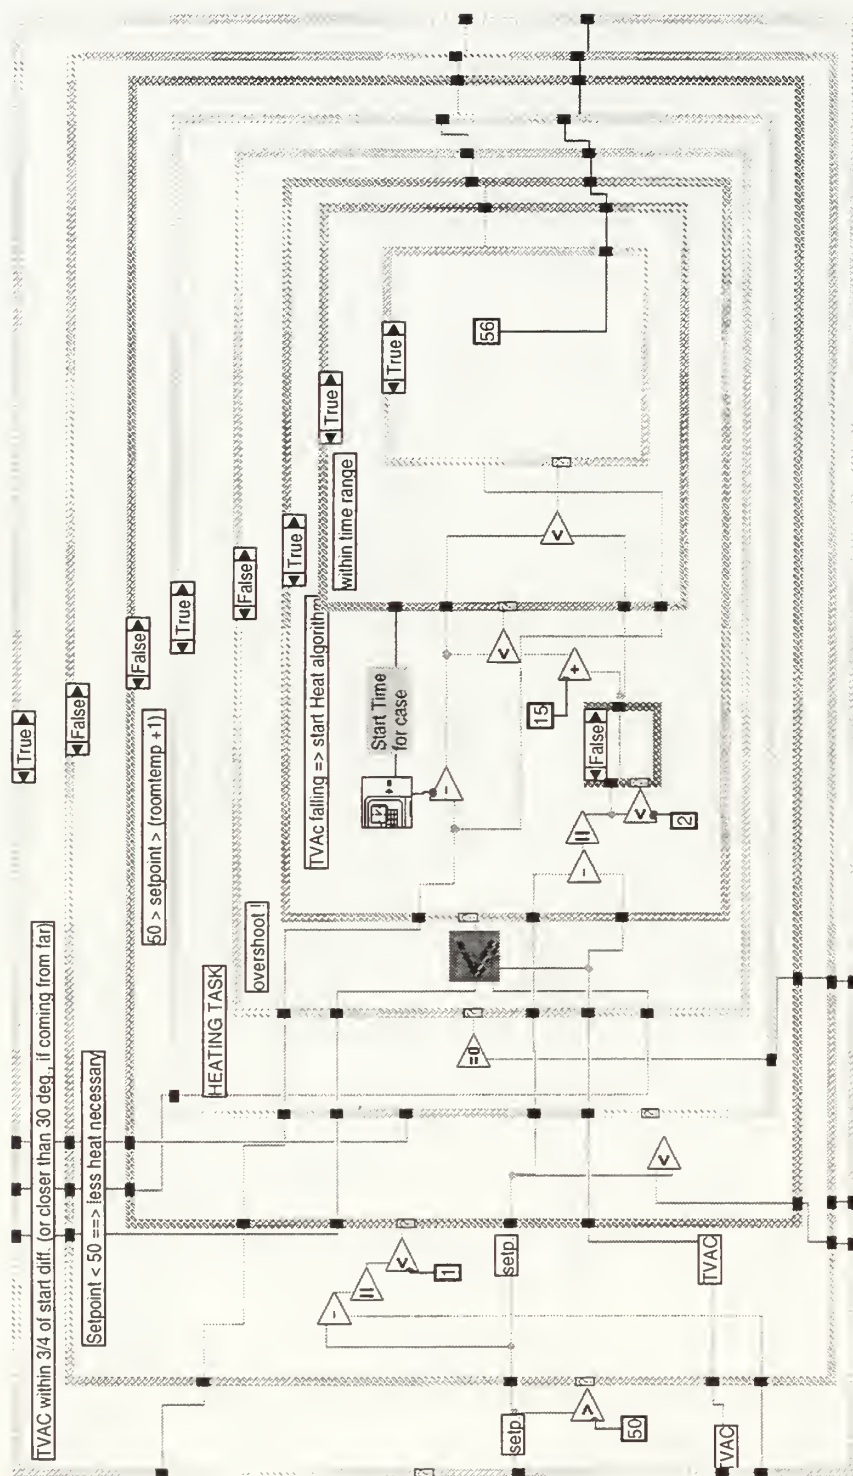 True
TVAC within 3/4 of start diff. (or closer than 30 deg., if coming from far)
False
Setpoint < 50 ==> less heat necessary
False
50 > setpoint > (roomtemp +1)
True
HEATING TASK
False
overshoot !
True
TVAc falling => start Heat algorithm
True
within time range
True
Start Time
for case
56
15
False
2
=0
1
setp
setp
50
TVAC
TVAC